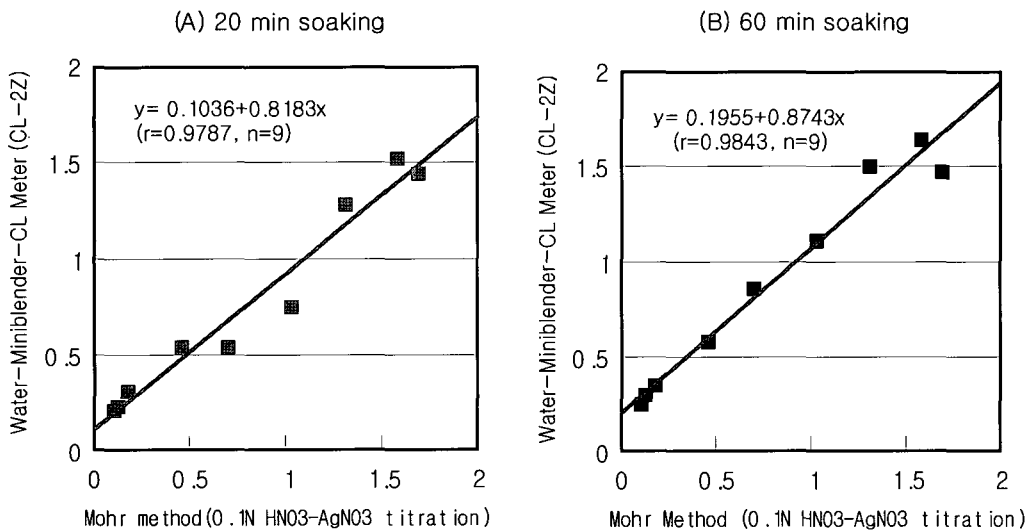 (A) 20 min soaking
Water-Miniblender-CL Meter (CL-2Z)
2
1.5
1
0.5
0
y= 0.1036+0.8183x
(r=0.9787, n=9)
0
0.5
1
1.5
2
Mohr method(0.1N HNO3-AgNO3 titration)
(B) 60 min soaking
Water-Miniblender-CL Meter (CL-2Z)
2
1.5
1
0.5
0
y= 0.1955+0.8743x
(r=0.9843, n=9)
0
0.5
1
1.5
2
Mohr Method(0.1N HNO3-AgNO3 titration)